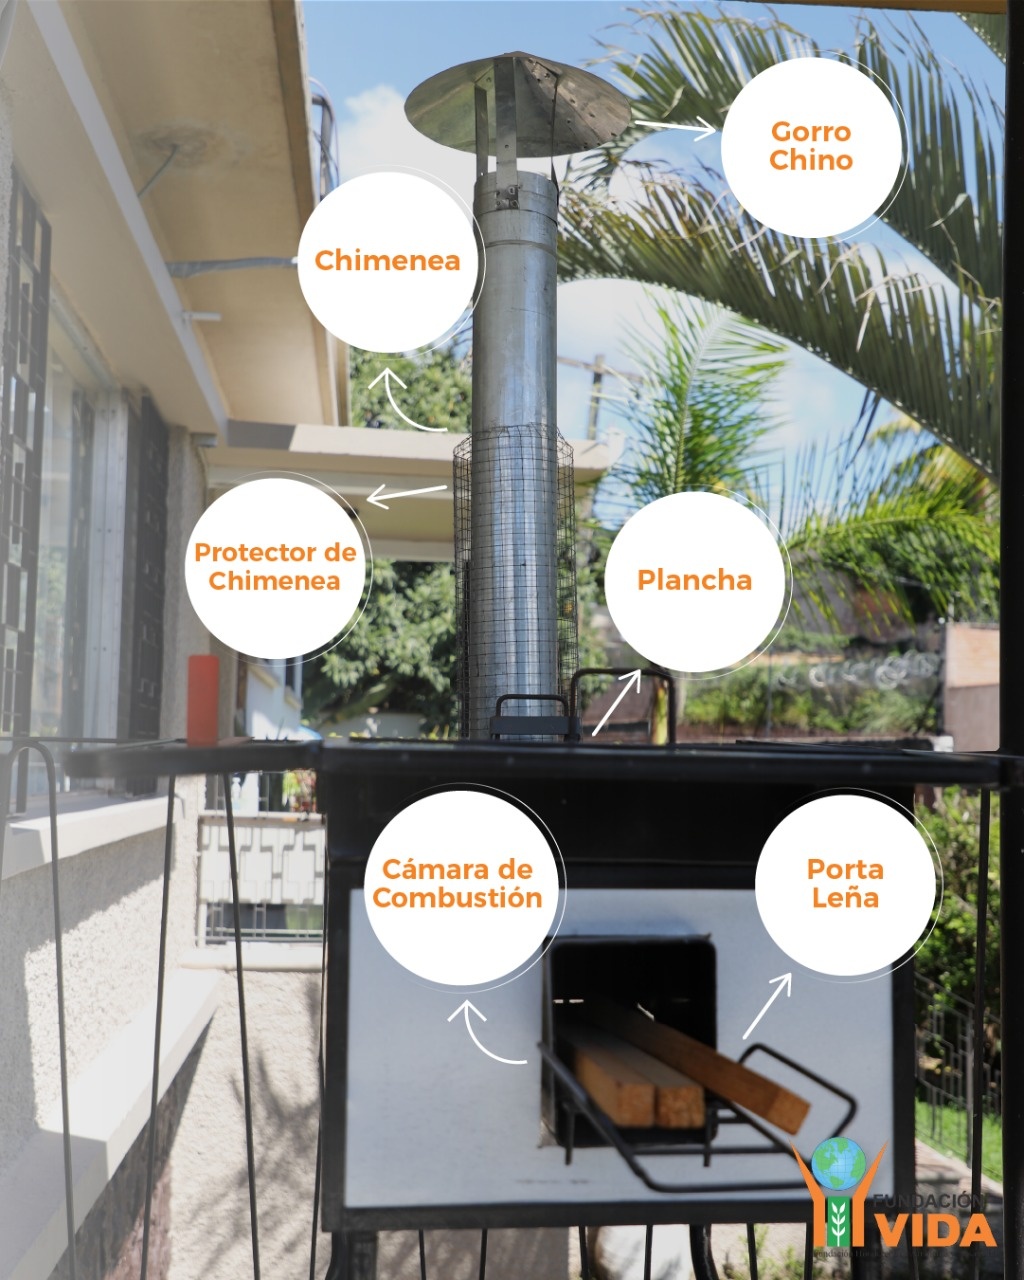 Gorro
Chino
Chimenea
Protector de
Chimenea
Plancha
Cámara de
Combustión
Porta
Leña
FUNDACIÓN
VIDA